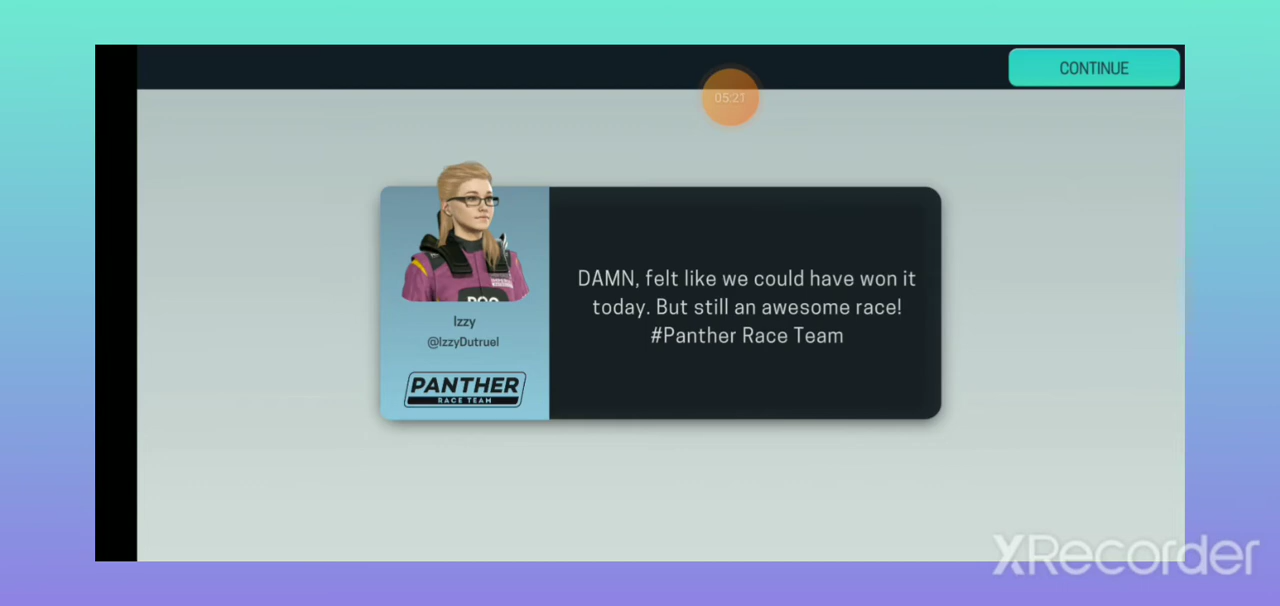 CONTINUE
05:21
DAMN, felt like we could have won it
today. But still an awesome race!
#Panther Race Team
Izzy
@IzzyDutruel
PANTHER
RACE TEAM
XRecorder